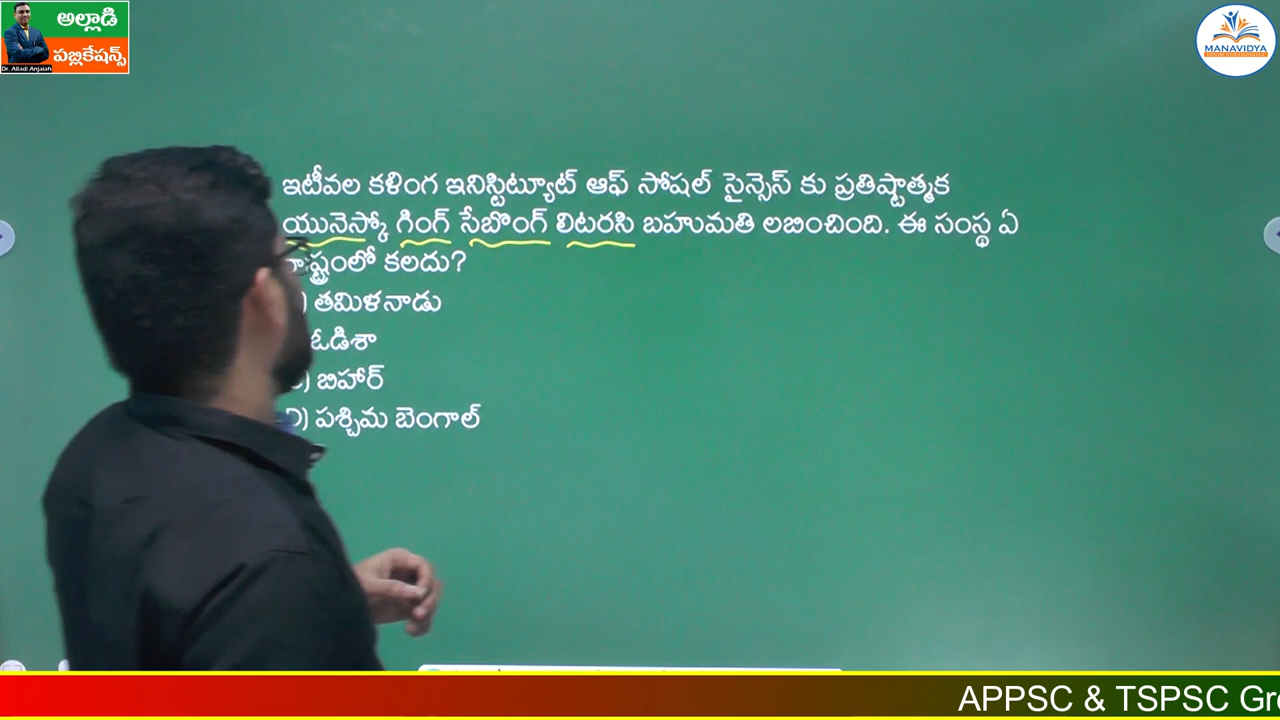 అల్లాడి
పబ్లికేషన్స్
Dr. Alladi Anjaiah
MANAVIDYA
ఇటీవల కళింగ ఇనిస్టిట్యూట్ ఆఫ్ సోషల్ సైన్సెస్ కు ప్రతిష్టాత్మక
యునెస్కో గింగ్ సేబొంగ్ లిటరసి బహుమతి లభించింది. ఈ సంస్థ ఏ
కలదు?
) తమిళనాడు
ఓడిశా
) బిహార్
D) పశ్చిమ బెంగాల్
APPSC & TSPSC Gr